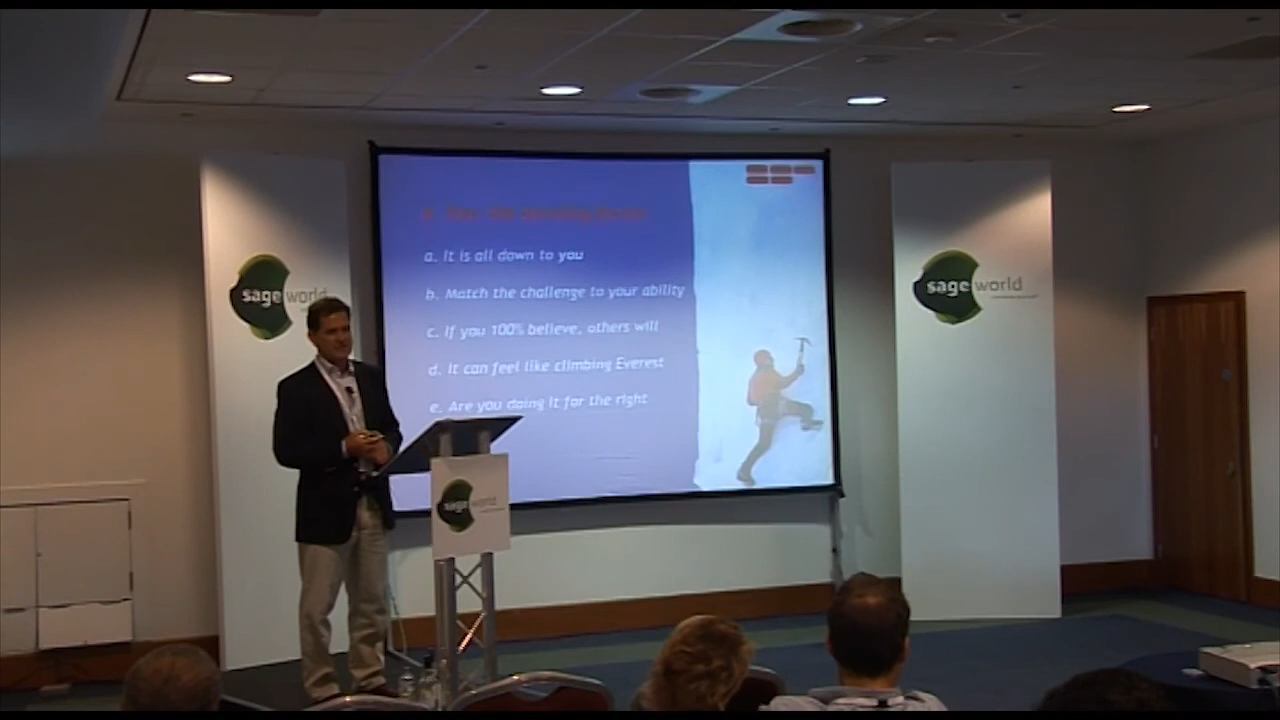 a. It is all down to you
b. Match the challenge to your ability
c. If you 100% believe, others will
d. It can feel like climbing Everest
e. Are you doing it for the right
sage world
sage world
sage world